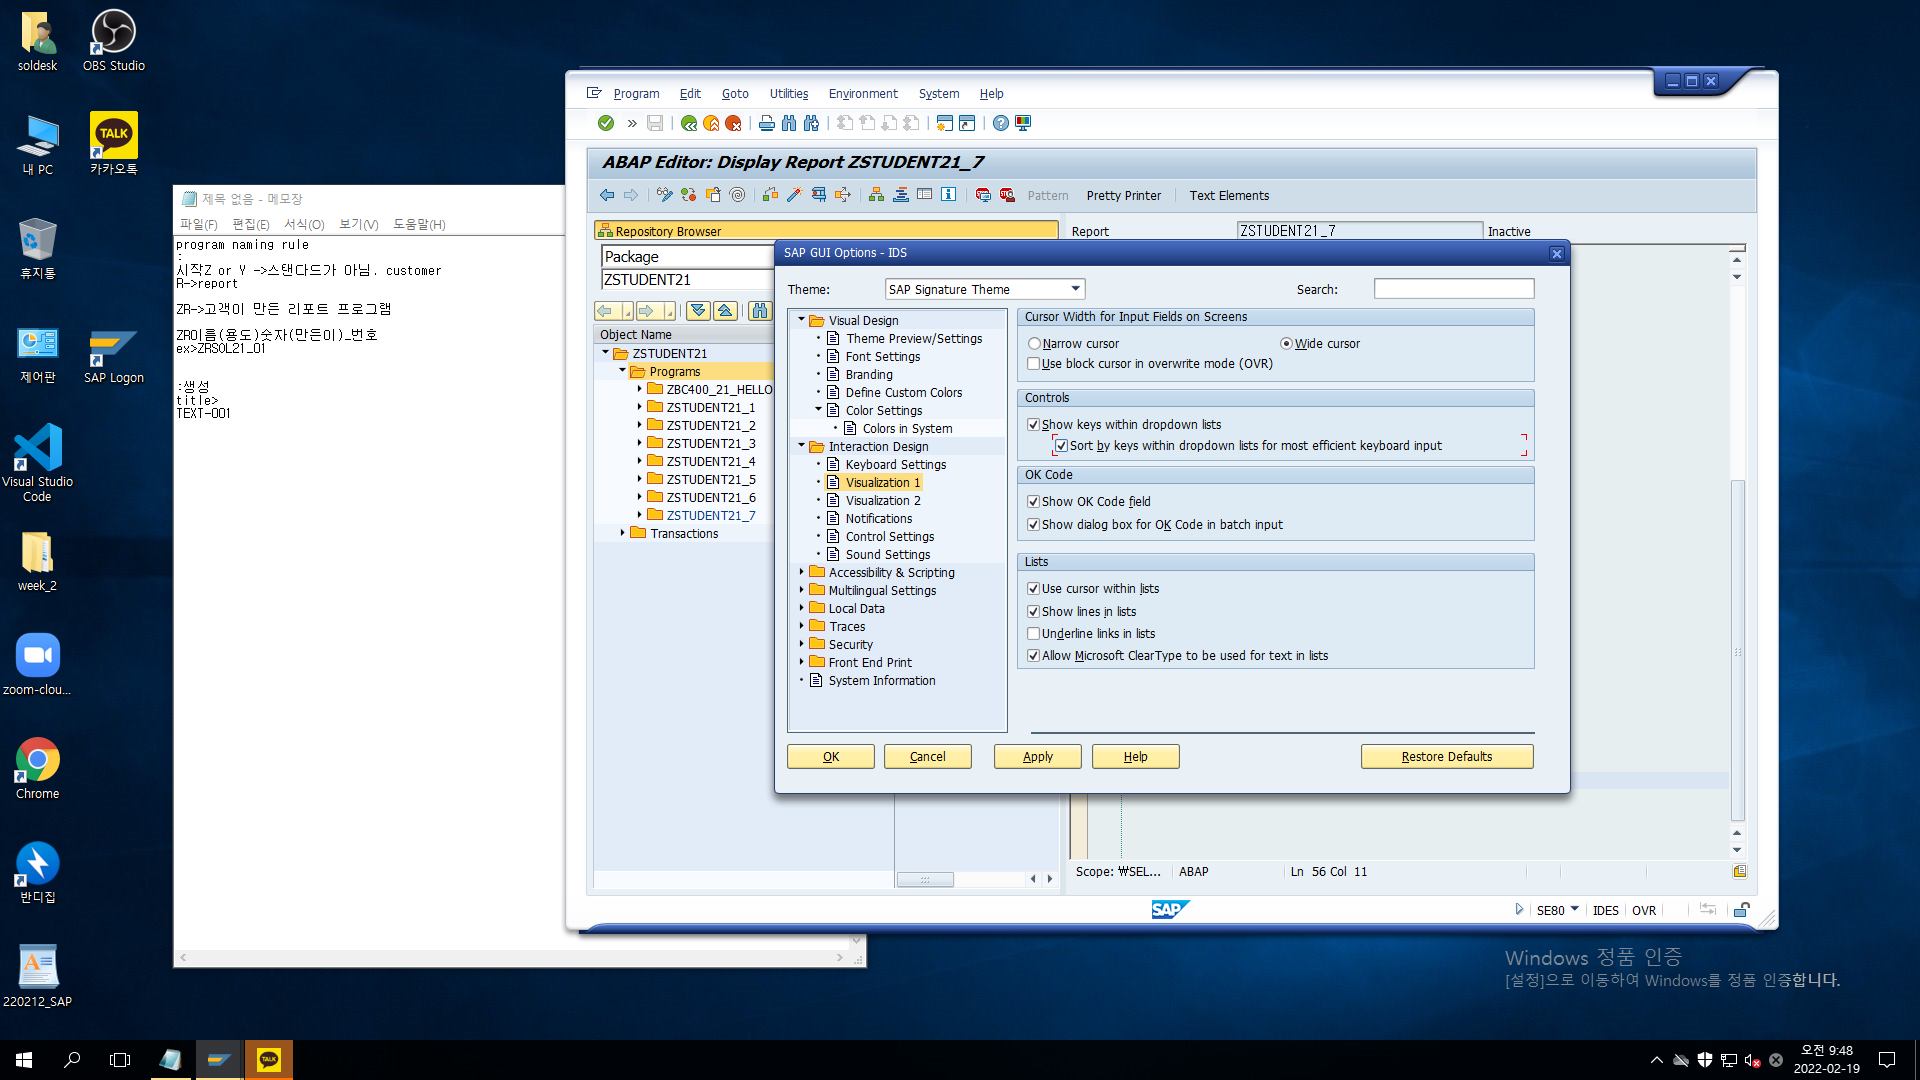 soldesk
OBS Studio
내 PC
카카오톡
휴지통
제어판
SAP Logon
Visual Studio Code
week_2
zoom-clou...
Chrome
반디집
220212_SAP
제목 없음 - 메모장
파일(F) 편집(E) 서식(O) 보기(V) 도움말(H)
program naming rule
:
시작Z or Y ->스탠다드가 아님. customer
R->report
ZR->고객이 만든 리포트 프로그램
ZR이름(용도)숫자(만든이)_번호
ex>ZRSOL21_01
:생성
title>
TEXT-001
Program Edit Goto Utilities Environment System Help
ABAP Editor: Display Report ZSTUDENT21_7
Pattern Pretty Printer Text Elements
Repository Browser
Package
ZSTUDENT21
Object Name
ZSTUDENT21
Programs
ZBC400_21_HELLO
ZSTUDENT21_1
ZSTUDENT21_2
ZSTUDENT21_3
ZSTUDENT21_4
ZSTUDENT21_5
ZSTUDENT21_6
ZSTUDENT21_7
Transactions
Report ZSTUDENT21_7 Inactive
SAP GUI Options - IDS
Theme: SAP Signature Theme Search:
Visual Design
Theme Preview/Settings
Font Settings
Branding
Define Custom Colors
Color Settings
Colors in System
Interaction Design
Keyboard Settings
Visualization 1
Visualization 2
Notifications
Control Settings
Sound Settings
Accessibility & Scripting
Multilingual Settings
Local Data
Traces
Security
Front End Print
System Information
Cursor Width for Input Fields on Screens
Narrow cursor Wide cursor
Use block cursor in overwrite mode (OVR)
Controls
Show keys within dropdown lists
Sort by keys within dropdown lists for most efficient keyboard input
OK Code
Show OK Code field
Show dialog box for OK Code in batch input
Lists
Use cursor within lists
Show lines in lists
Underline links in lists
Allow Microsoft ClearType to be used for text in lists
OK Cancel Apply Help Restore Defaults
Scope: ₩SEL... ABAP Ln 56 Col 11
SAP
SE80 IDES OVR
Windows 정품 인증
[설정]으로 이동하여 Windows를 정품 인증합니다.
TALK
TALK
오전 9:48
2022-02-19